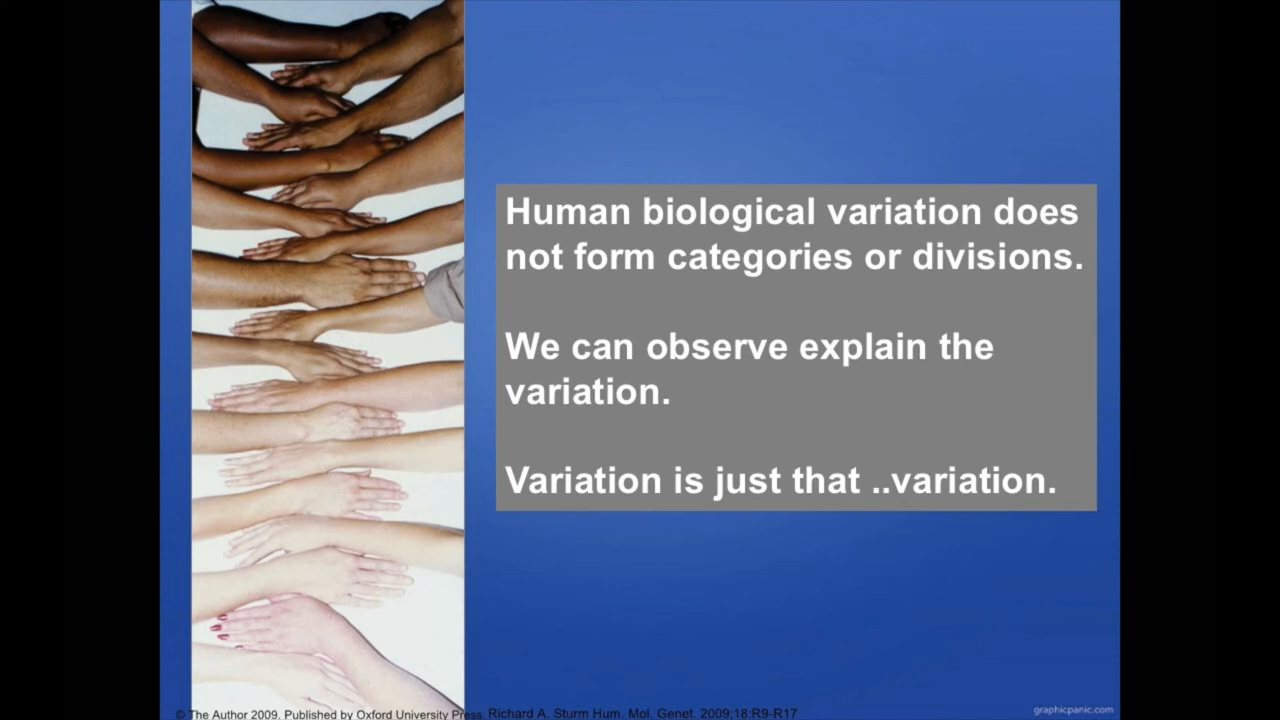 Human biological variation does
not form categories or divisions.
We can observe explain the
variation.
Variation is just that ..variation.
© The Author 2009. Published by Oxford University Press. Richard A. Sturm Hum. Mol. Genet. 2009;18:R9-R17
graphicpanic.com